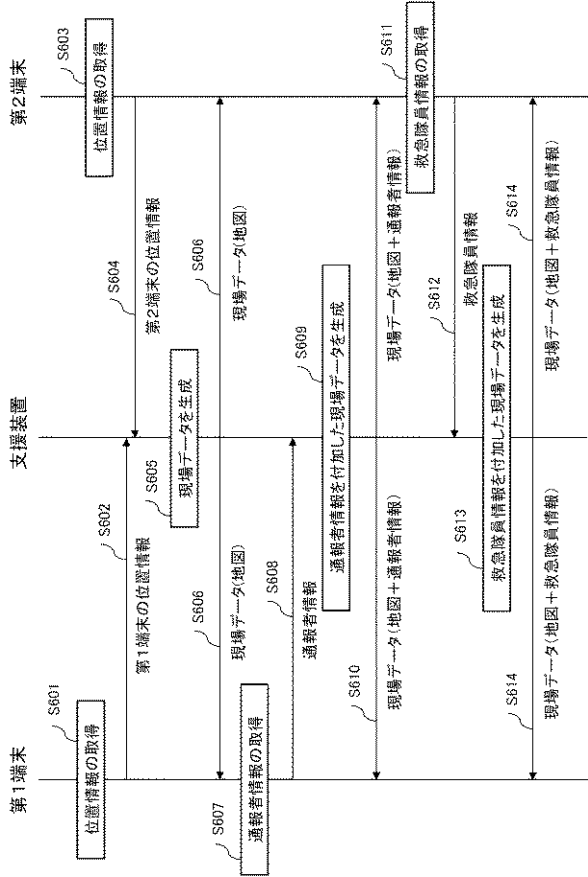 第1端末
支援装置
第2端末
S601
位置情報の取得
S603
位置情報の取得
S602
第1端末の位置情報
S604
第2端末の位置情報
S605
現場データを生成
S606
現場データ(地図)
S606
現場データ(地図)
S607
通報者情報の取得
S608
通報者情報
S609
通報者情報を付加した現場データを生成
S610
現場データ(地図+通報者情報)
現場データ(地図+通報者情報)
S611
救急隊員情報の取得
S612
救急隊員情報
S613
救急隊員情報を付加した現場データを生成
S614
現場データ(地図+救急隊員情報)
S614
現場データ(地図+救急隊員情報)